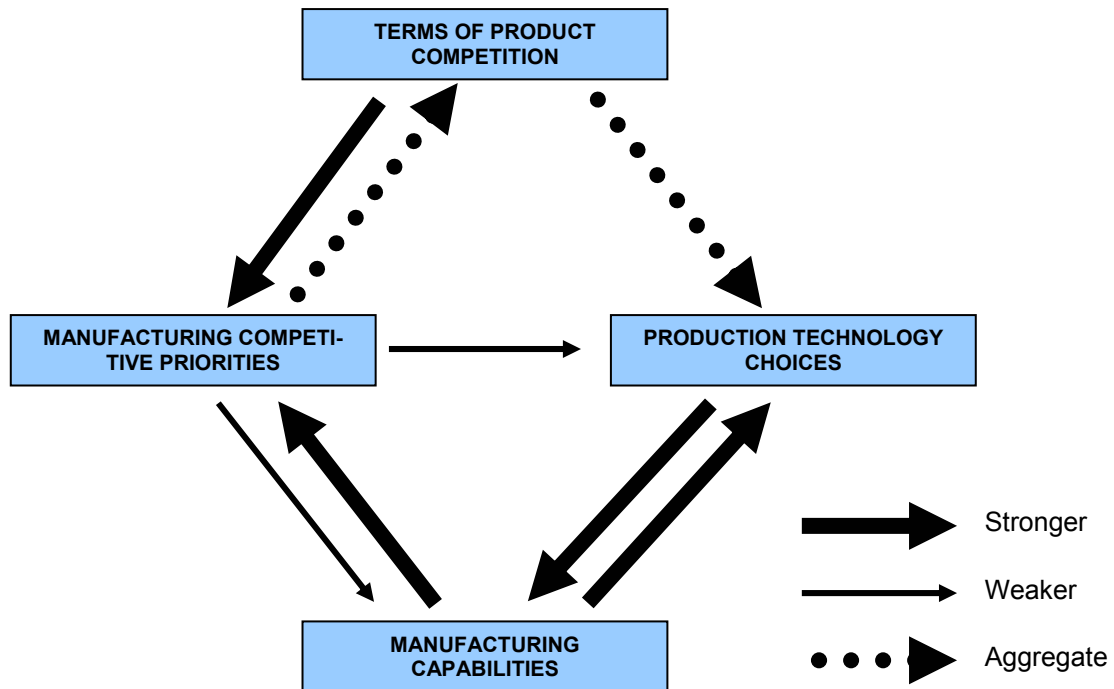 TERMS OF PRODUCT
COMPETITION
MANUFACTURING COMPETI-
TIVE PRIORITIES
PRODUCTION TECHNOLOGY
CHOICES
Stronger
Weaker
MANUFACTURING
CAPABILITIES
Aggregate